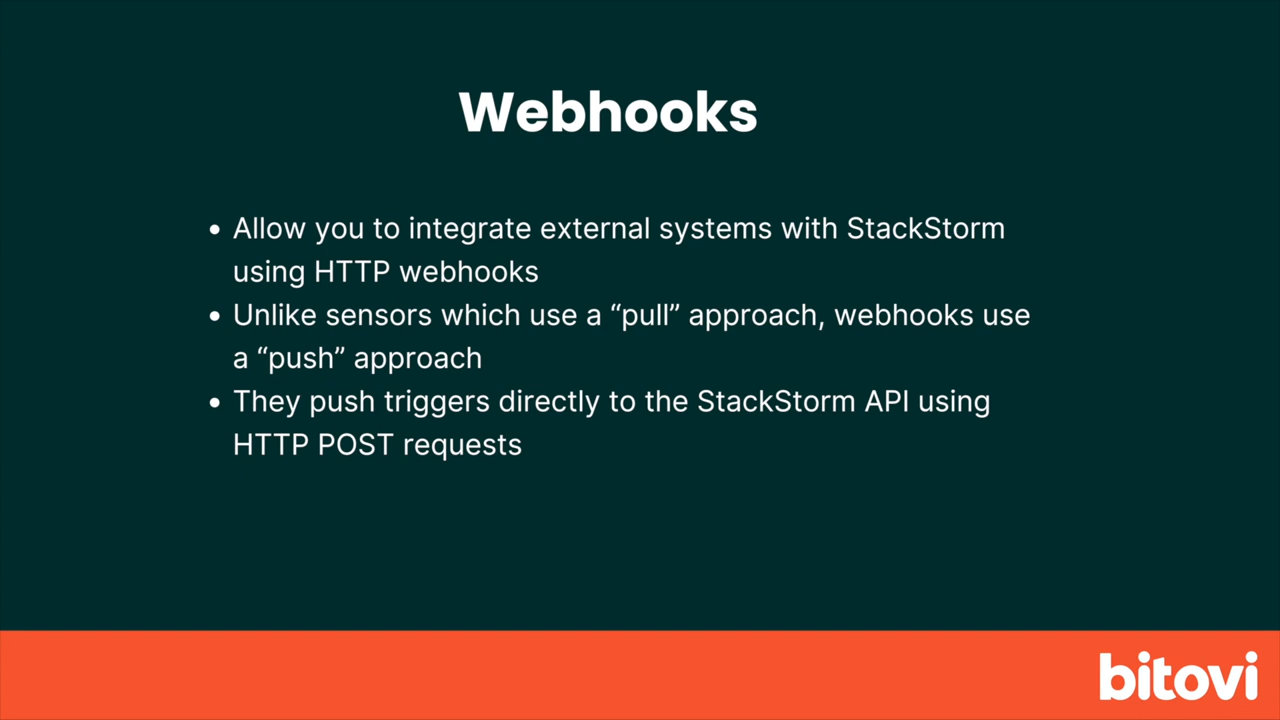 Webhooks
• Allow you to integrate external systems with StackStorm
using HTTP webhooks
• Unlike sensors which use a “pull” approach, webhooks use
a “push” approach
• They push triggers directly to the StackStorm API using
HTTP POST requests
bitovi